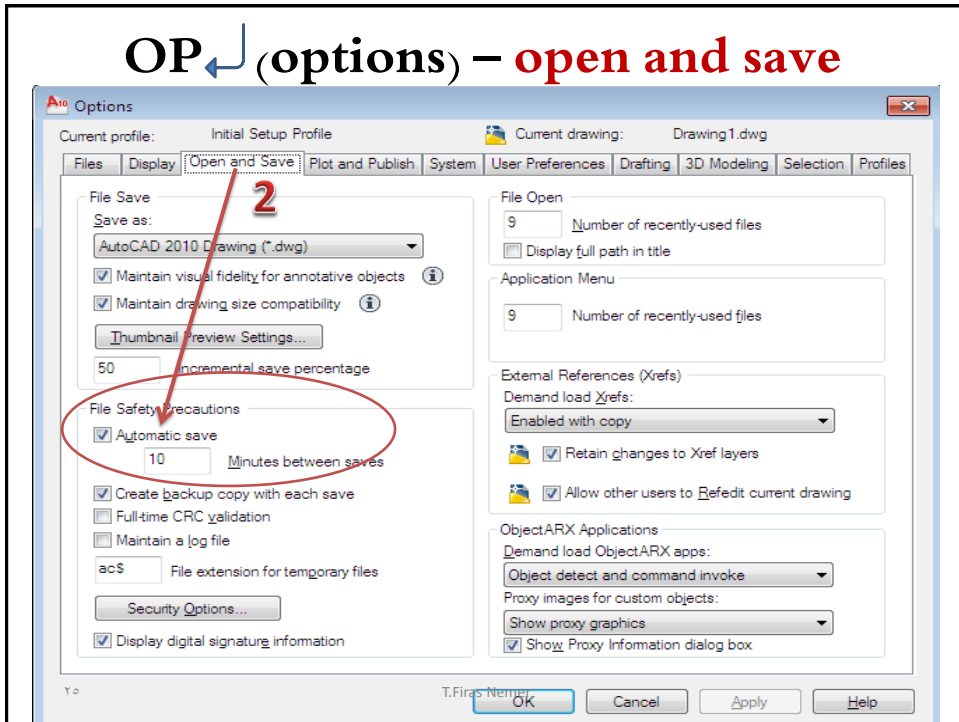 OP↵ (options) – open and save
A10 Options
Current profile: Initial Setup Profile Current drawing: Drawing1.dwg
Files Display Open and Save Plot and Publish System User Preferences Drafting 3D Modeling Selection Profiles
2
File Save
Save as:
AutoCAD 2010 Drawing (*.dwg)
Maintain visual fidelity for annotative objects
Maintain drawing size compatibility
Thumbnail Preview Settings...
50 Incremental save percentage
File Safety Precautions
Automatic save
10 Minutes between saves
Create backup copy with each save
Full-time CRC validation
Maintain a log file
ac$ File extension for temporary files
Security Options...
Display digital signature information
File Open
9 Number of recently-used files
Display full path in title
Application Menu
9 Number of recently-used files
External References (Xrefs)
Demand load Xrefs:
Enabled with copy
Retain changes to Xref layers
Allow other users to Refedit current drawing
ObjectARX Applications
Demand load ObjectARX apps:
Object detect and command invoke
Proxy images for custom objects:
Show proxy graphics
Show Proxy Information dialog box
٢٥
T.Firas Nemer
OK Cancel Apply Help